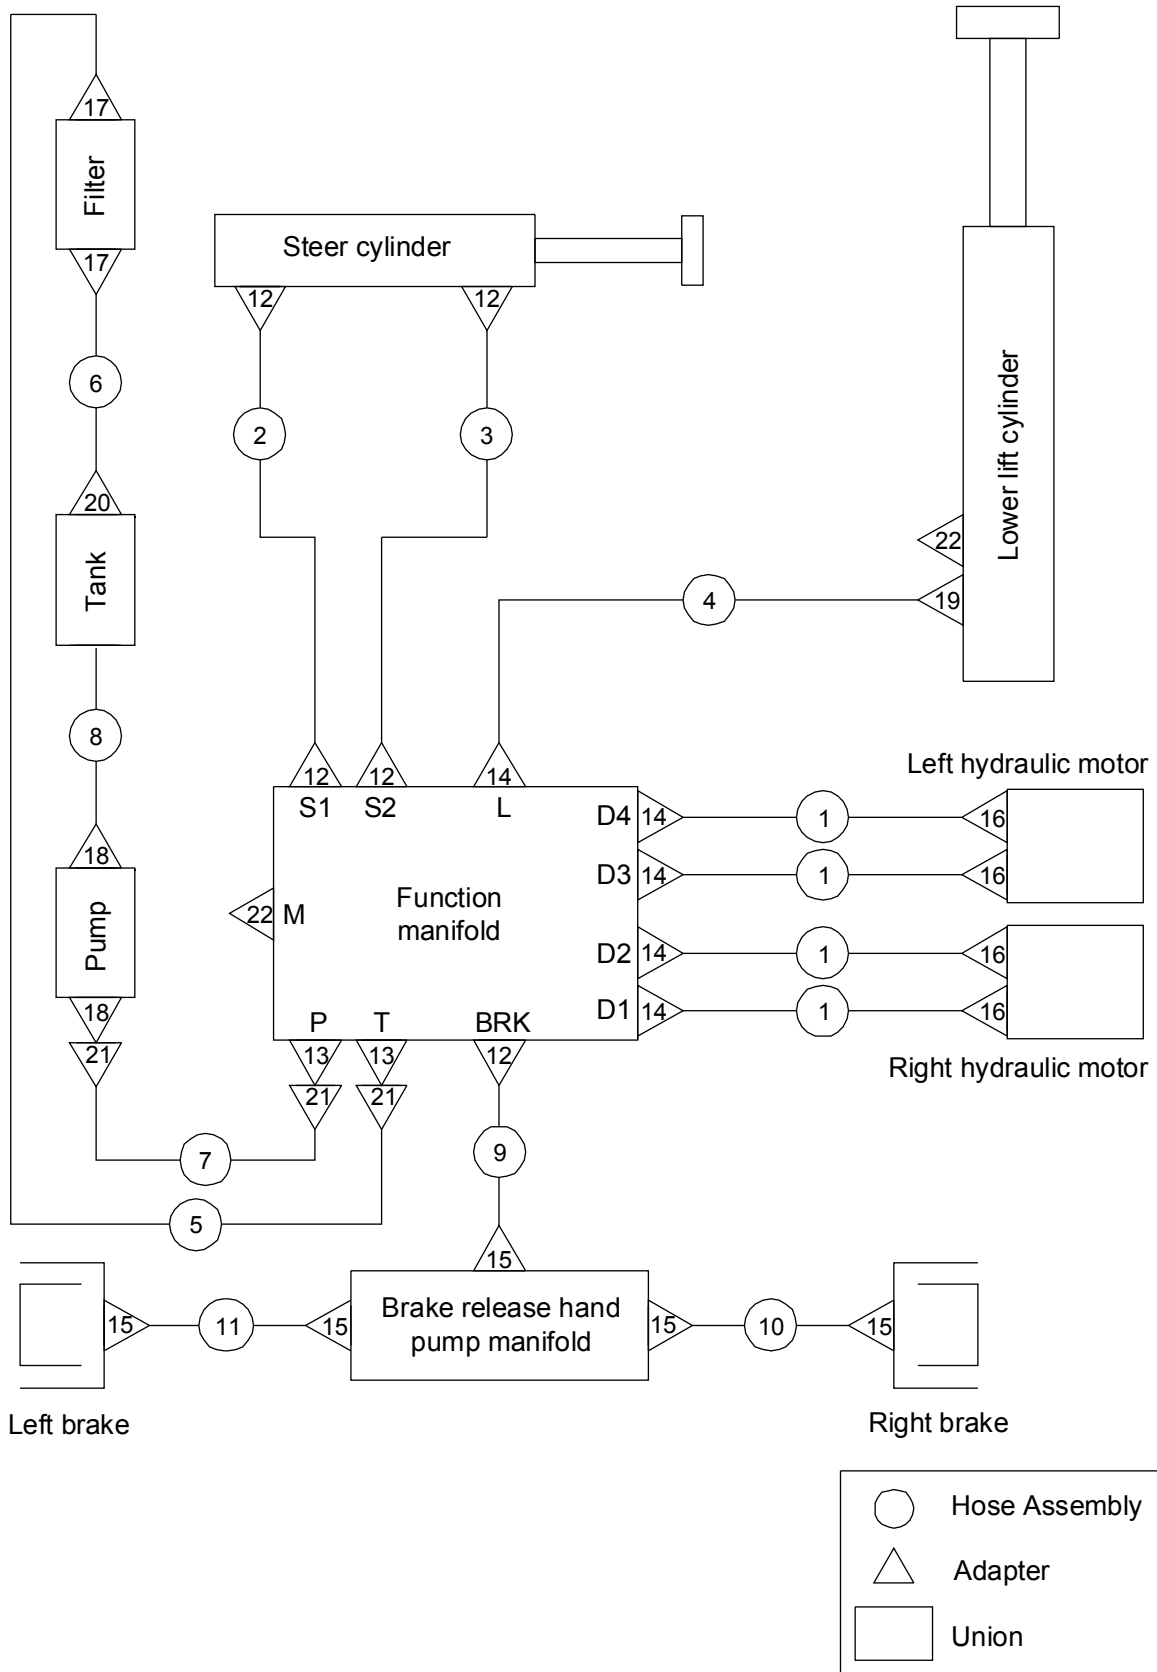 17
Filter
17
6
20
Tank
8
18
Pump
18
21
7
5
Steer cylinder
12
12
2
3
Lower lift cylinder
22
19
4
12
12
14
S1
S2
L
22
M
Function
manifold
P
T
BRK
13
13
12
21
21
D4
14
1
16
D3
14
1
16
D2
14
1
16
D1
14
1
16
Left hydraulic motor
Right hydraulic motor
9
15
Brake release hand
pump manifold
15
11
15
15
10
15
Left brake
Right brake
Hose Assembly
Adapter
Union